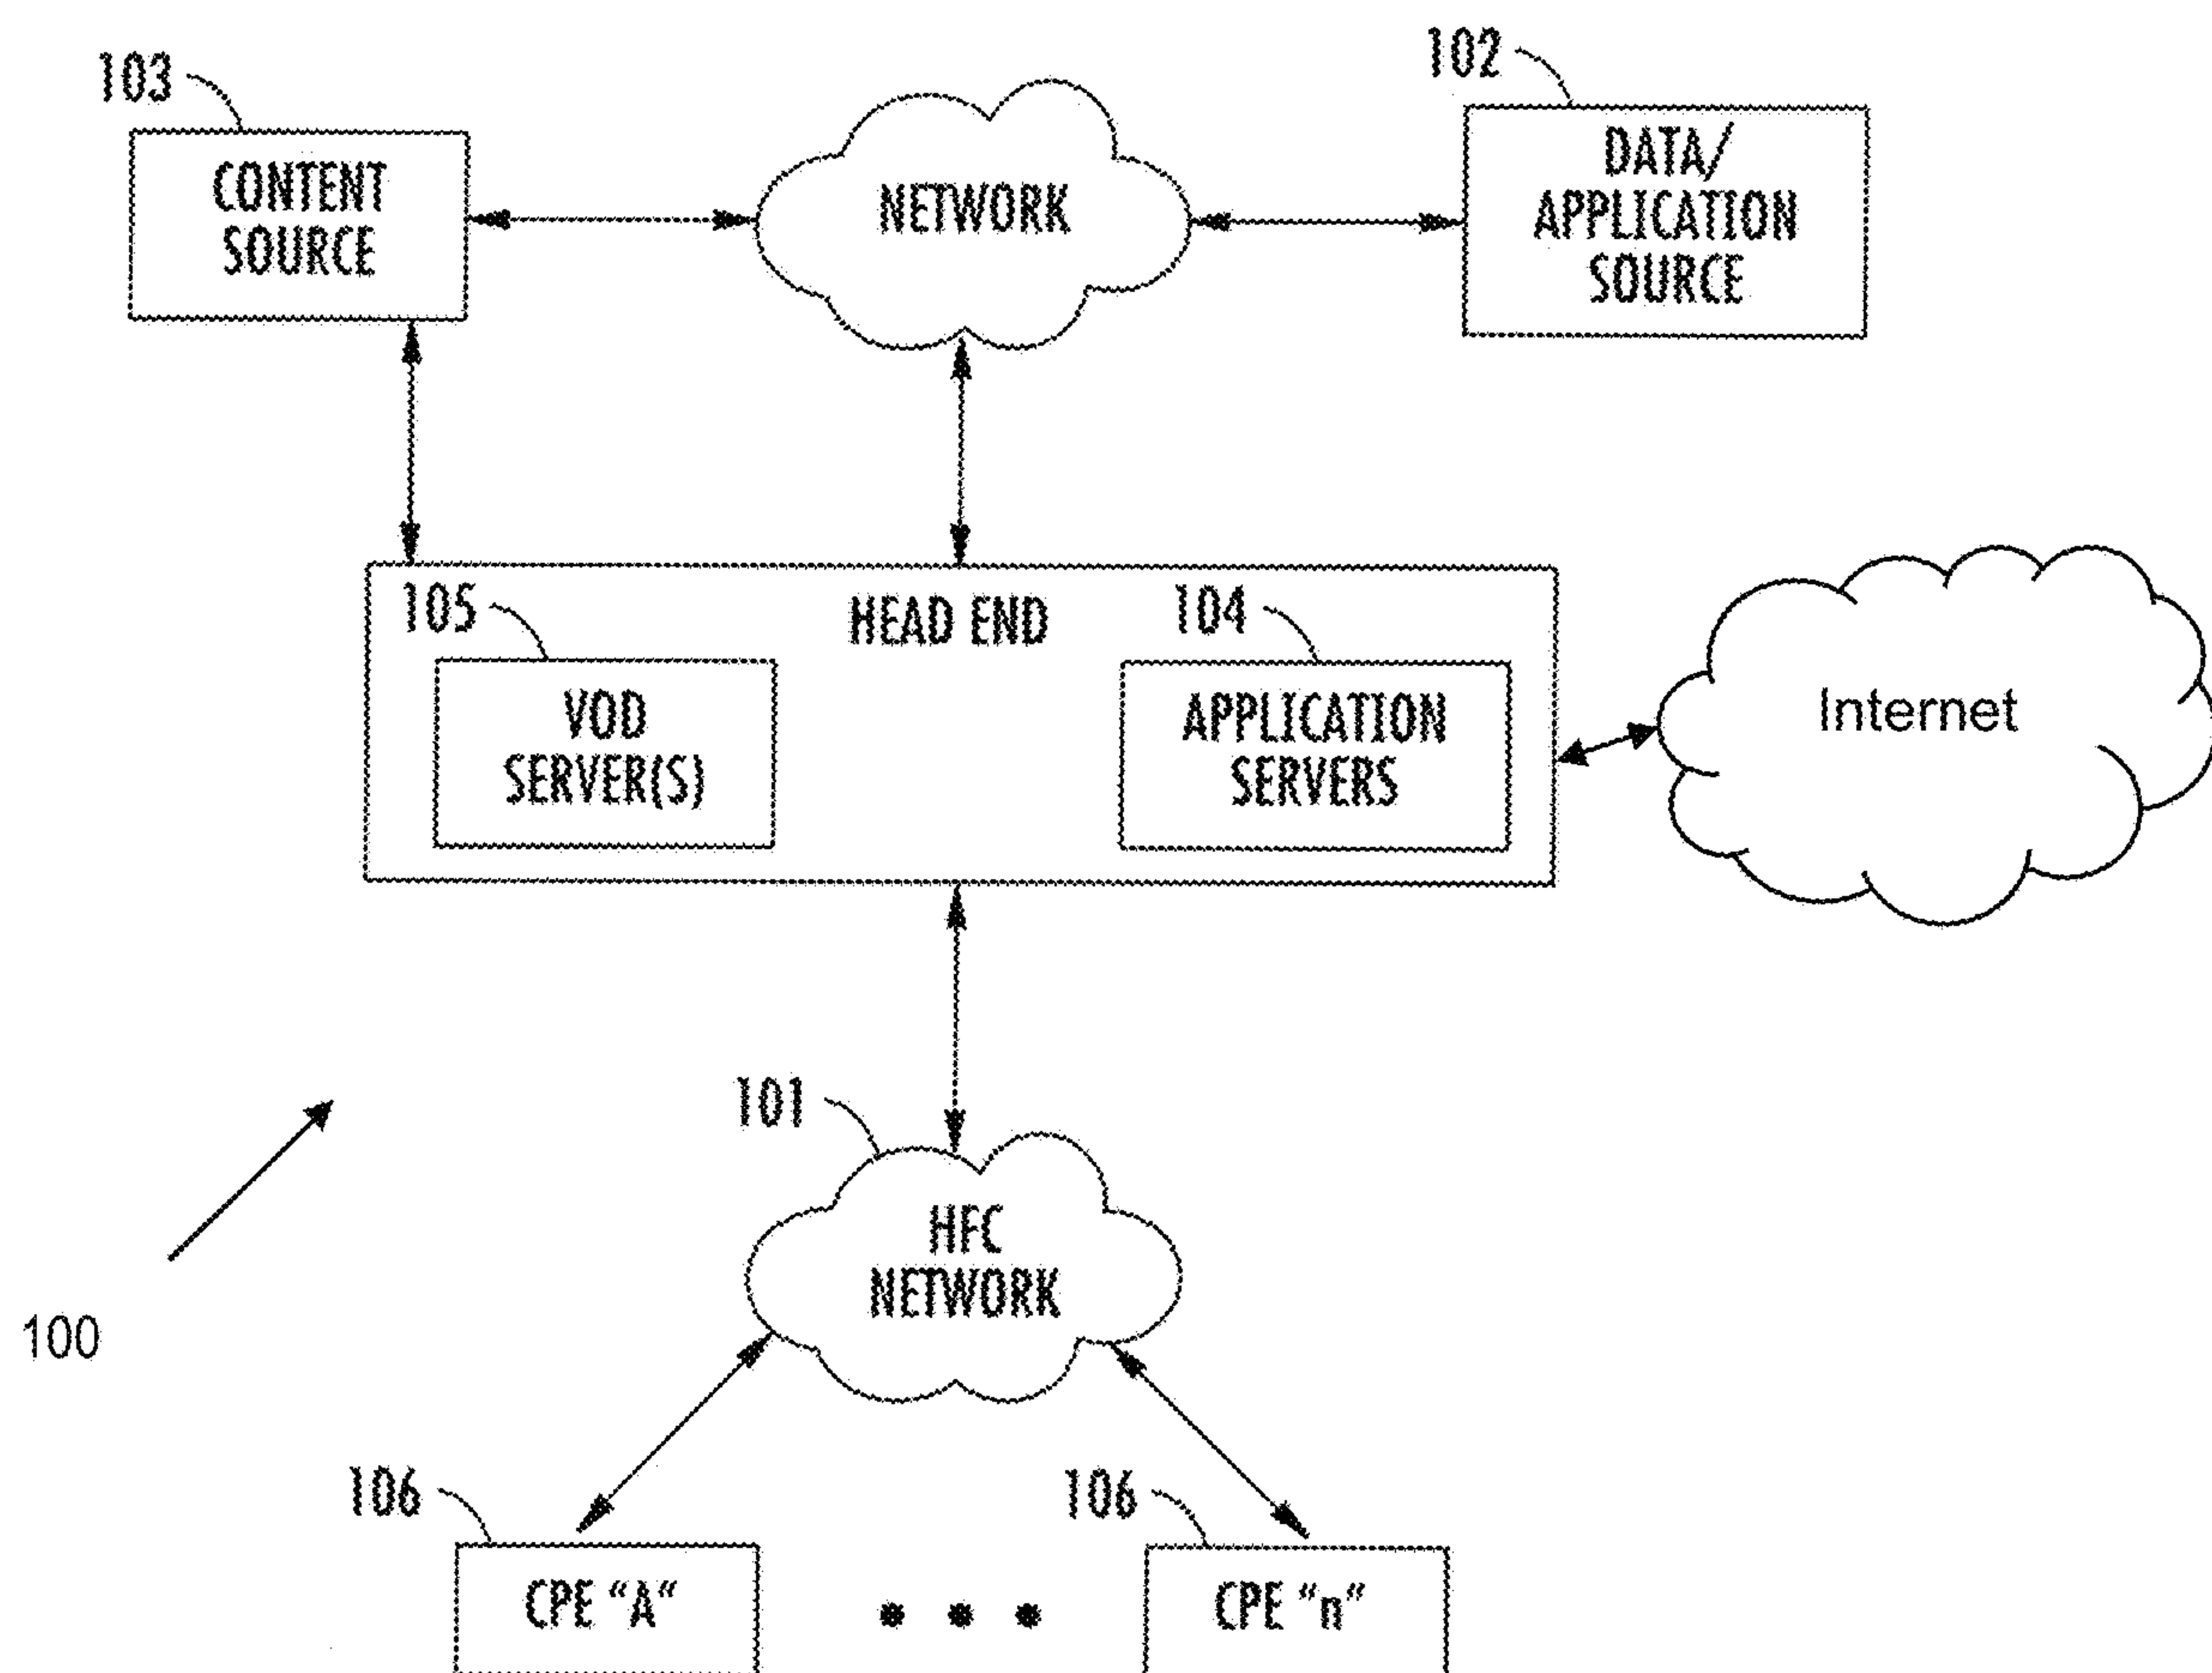 103
102
CONTENT
SOURCE
NETWORK
DATA/
APPLICATION
SOURCE
105
HEAD END
104
VOD
SERVER(S)
APPLICATION
SERVERS
Internet
101
HFC
NETWORK
100
106
106
CPE “A”
CPE “n”